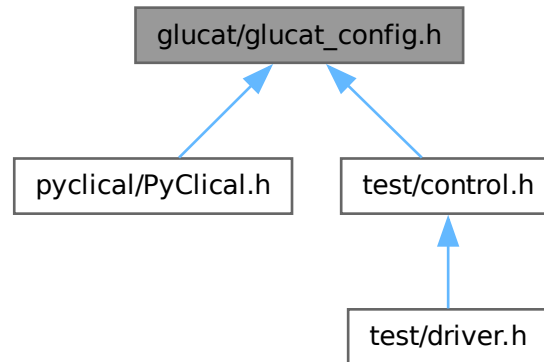 glucat/glucat_config.h
pyclical/PyClical.h
test/control.h
test/driver.h